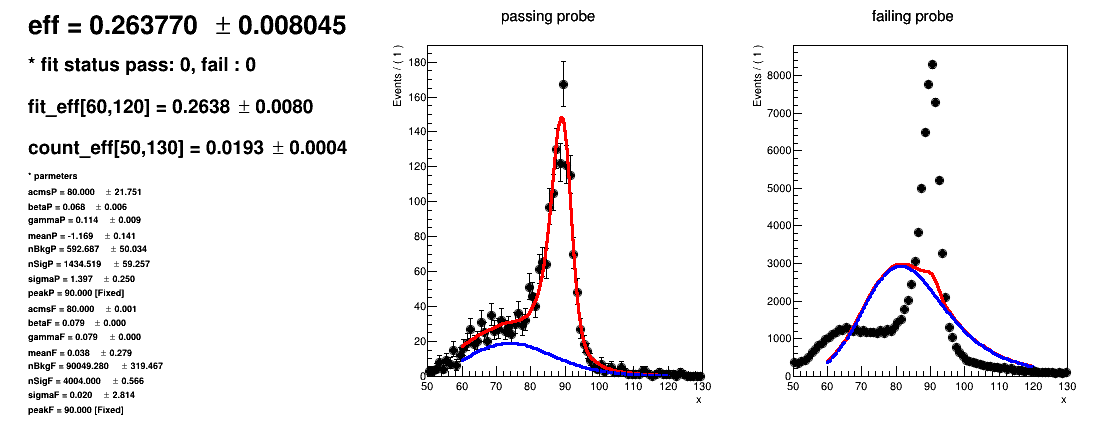 eff = 0.263770 ± 0.008045
* fit status pass: 0, fail : 0
fit_eff[60,120] = 0.2638 ± 0.0080
count_eff[50,130] = 0.0193 ± 0.0004
* parmeters
acmsP = 80.000 ± 21.751
betaP = 0.068 ± 0.006
gammaP = 0.114 ± 0.009
meanP = -1.169 ± 0.141
nBkgP = 592.687 ± 50.034
nSigP = 1434.519 ± 59.257
sigmaP = 1.397 ± 0.250
peakP = 90.000 [Fixed]
acmsF = 80.000 ± 0.001
betaF = 0.079 ± 0.000
gammaF = 0.079 ± 0.000
meanF = 0.038 ± 0.279
nBkgF = 90049.280 ± 319.467
nSigF = 4004.000 ± 0.566
sigmaF = 0.020 ± 2.814
peakF = 90.000 [Fixed]
passing probe
Events / ( 1 )
180
160
140
120
100
80
60
40
20
0
50 60 70 80 90 100 110 120 130
x
failing probe
Events / ( 1 )
8000
7000
6000
5000
4000
3000
2000
1000
0
50 60 70 80 90 100 110 120 130
x